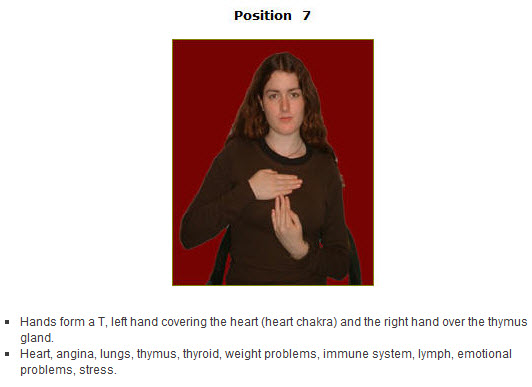 Position 7
Hands form a T, left hand covering the heart (heart chakra) and the right hand over the thymus
gland.
Heart, angina, lungs, thymus, thyroid, weight problems, immune system, lymph, emotional
problems, stress.